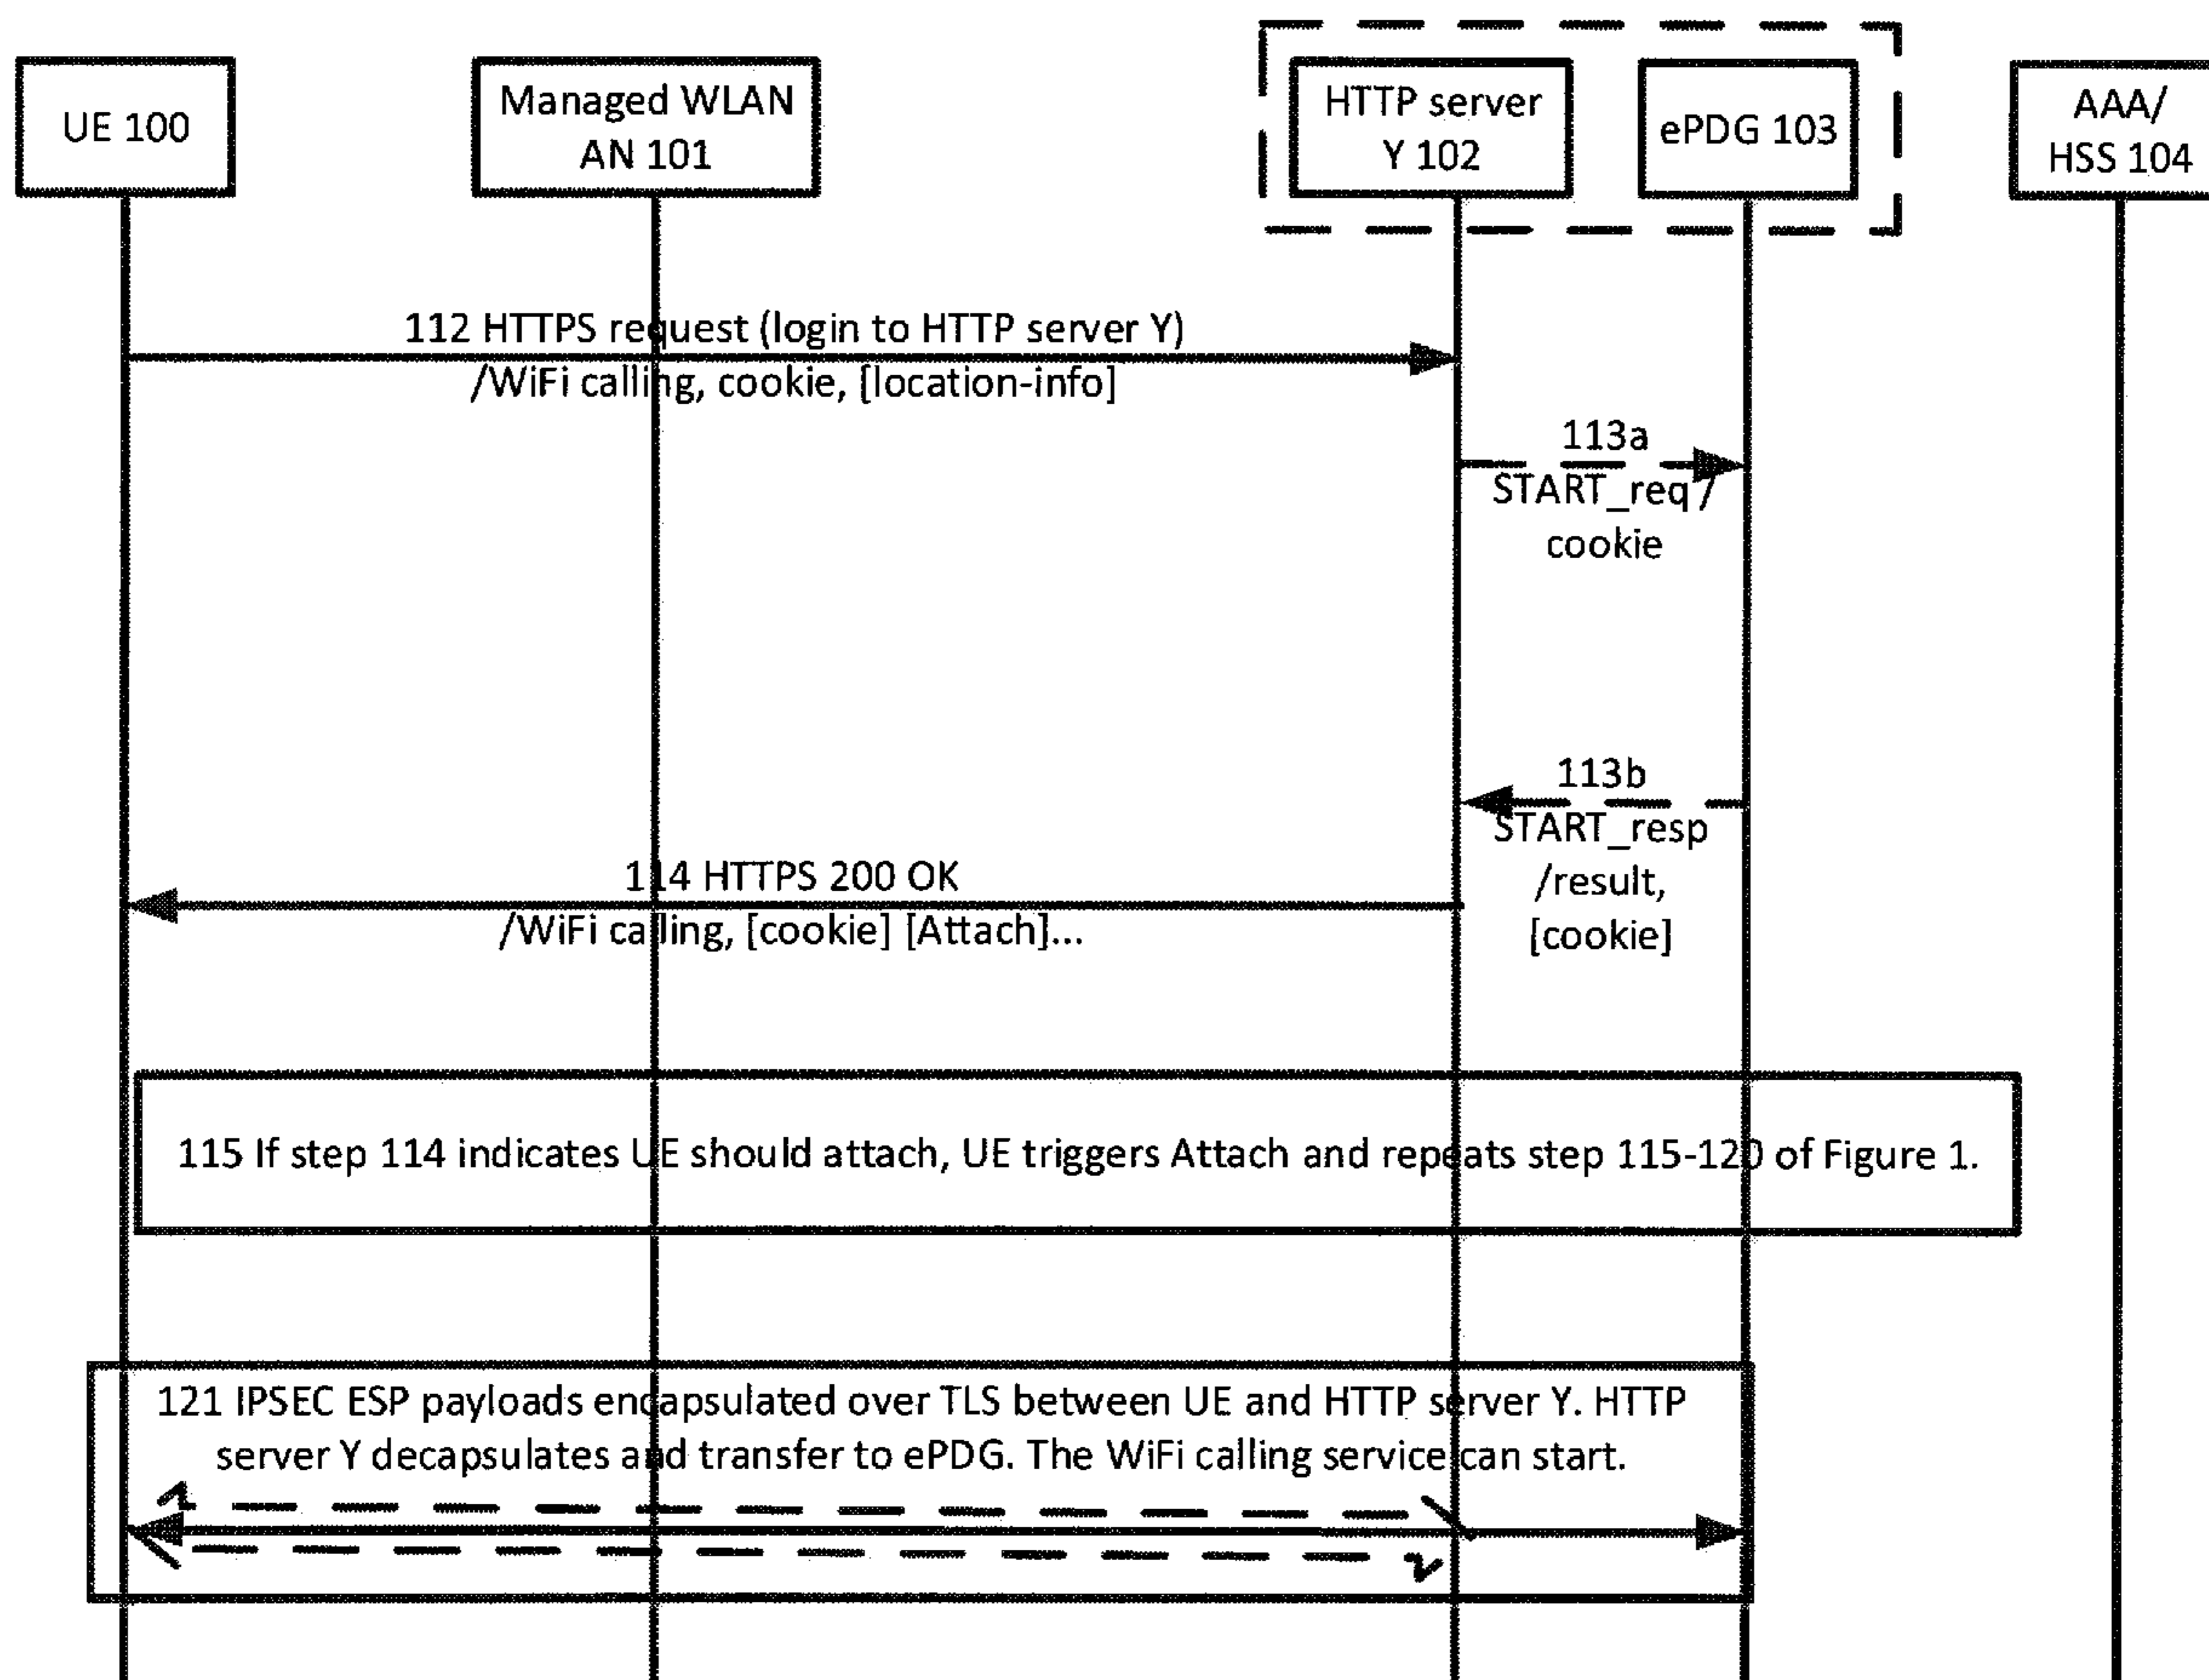 UE 100
Managed WLAN
AN 101
HTTP server
Y 102
ePDG 103
AAA/
HSS 104
112 HTTPS request (login to HTTP server Y)
/WiFi calling, cookie, [location-info]
113a
START_req /
cookie
113b
START_resp
/result,
[cookie]
114 HTTPS 200 OK
/WiFi calling, [cookie] [Attach]...
115 If step 114 indicates UE should attach, UE triggers Attach and repeats step 115-120 of Figure 1.
121 IPSEC ESP payloads encapsulated over TLS between UE and HTTP server Y. HTTP
server Y decapsulates and transfer to ePDG. The WiFi calling service can start.